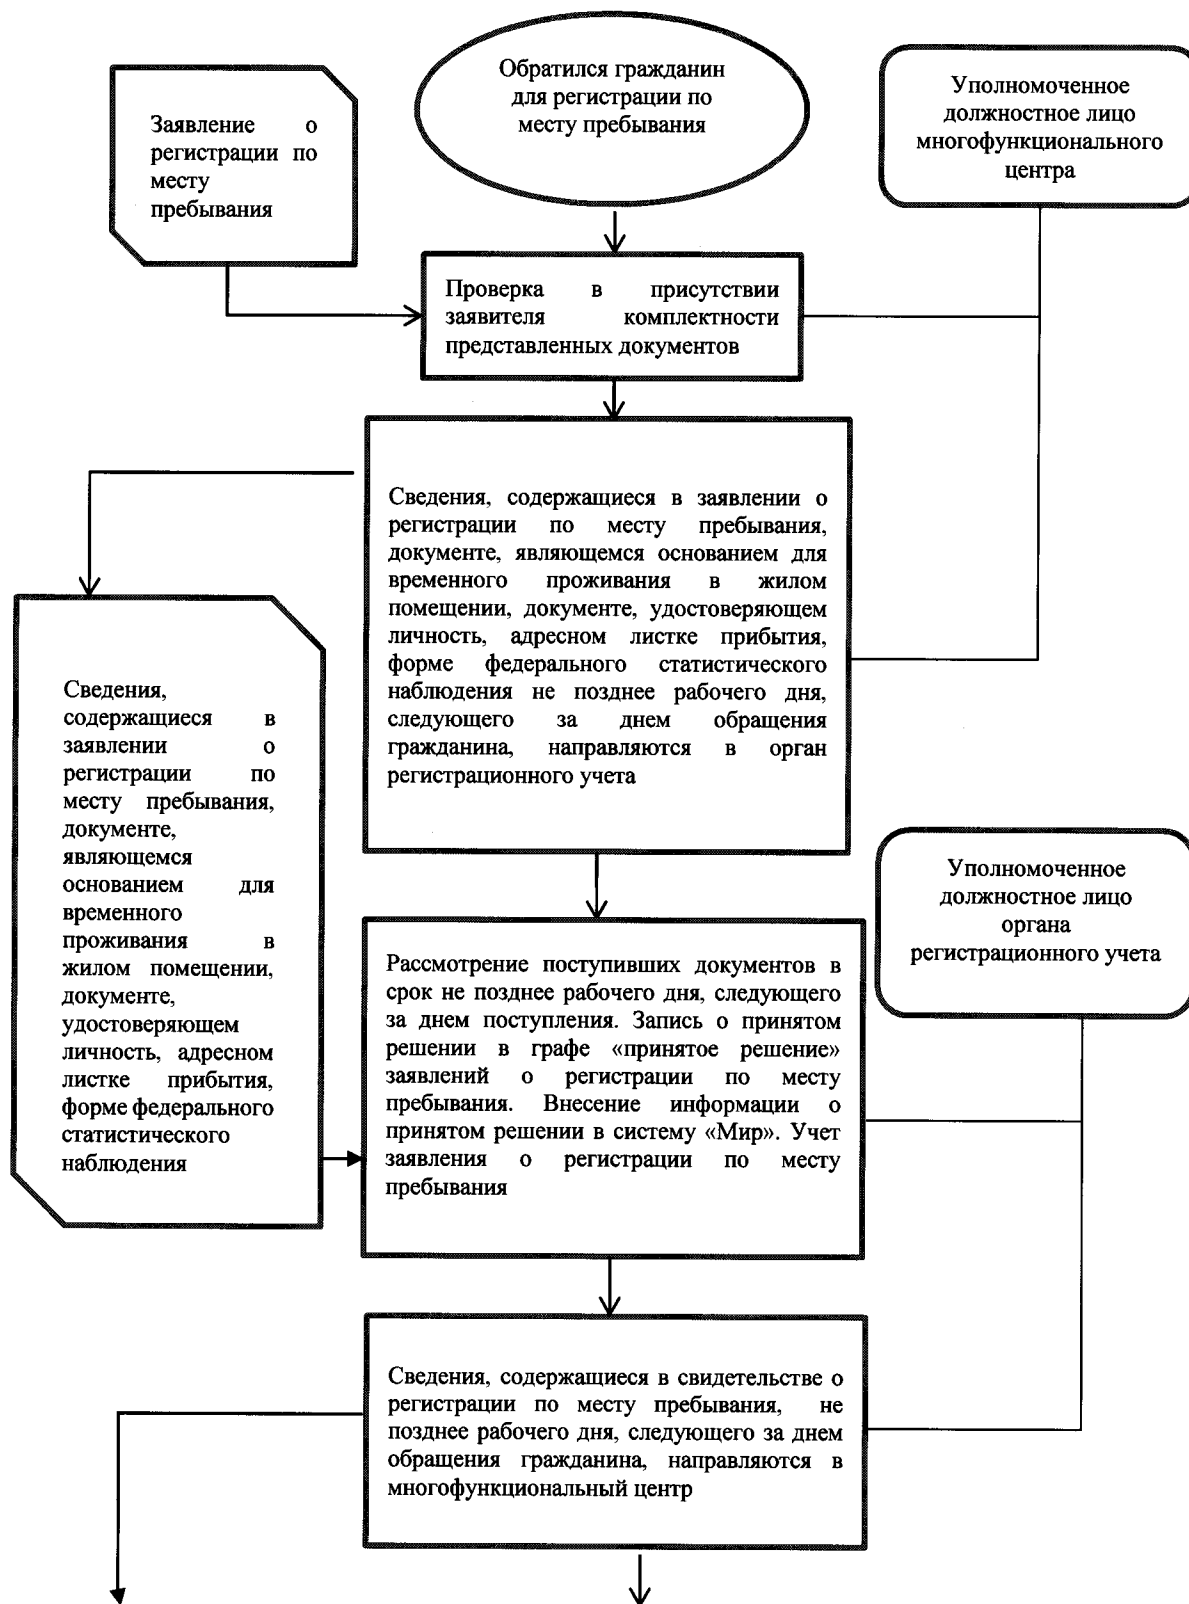 Обратился гражданин
для регистрации по
месту пребывания
Заявление о
регистрации по
месту
пребывания
Уполномоченное
должностное лицо
многофункционального
центра
Проверка в присутствии
заявителя комплектности
представленных документов
Сведения, содержащиеся в заявлении о
регистрации по месту пребывания,
документе, являющемся основанием для
временного проживания в жилом
помещении, документе, удостоверяющем
личность, адресном листке прибытия,
форме федерального статистического
наблюдения не позднее рабочего дня,
следующего за днем обращения
гражданина, направляются в орган
регистрационного учета
Сведения,
содержащиеся в
заявлении о
регистрации по
месту пребывания,
документе,
являющемся
основанием для
временного
проживания в
жилом помещении,
документе,
удостоверяющем
личность, адресном
листке прибытия,
форме федерального
статистического
наблюдения
Уполномоченное
должностное лицо
органа
регистрационного учета
Рассмотрение поступивших документов в
срок не позднее рабочего дня, следующего
за днем поступления. Запись о принятом
решении в графе «принятое решение»
заявлений о регистрации по месту
пребывания. Внесение информации о
принятом решении в систему «Мир». Учет
заявления о регистрации по месту
пребывания
Сведения, содержащиеся в свидетельстве о
регистрации по месту пребывания, не
позднее рабочего дня, следующего за днем
обращения гражданина, направляются в
многофункциональный центр